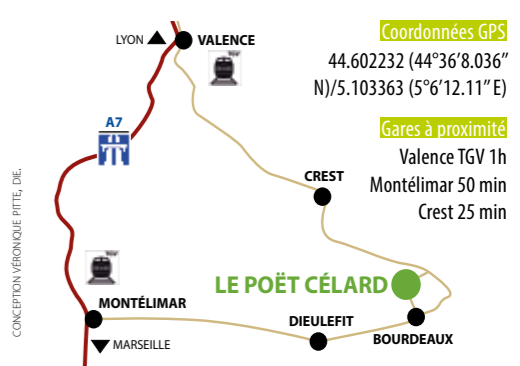 LYON
VALENCE
TGV
A7
CREST
LE POËT CÉLARD
TGV
MONTÉLIMAR
MARSEILLE
DIEULEFIT
BOURDEAUX
Coordonnées GPS
44.602232 (44°36’8.036’’
N)/5.103363 (5°6’12.11’’ E)
Gares à proximité
Valence TGV 1h
Montélimar 50 min
Crest 25 min
CONCEPTION VÉRONIQUE PITTE, DIE.